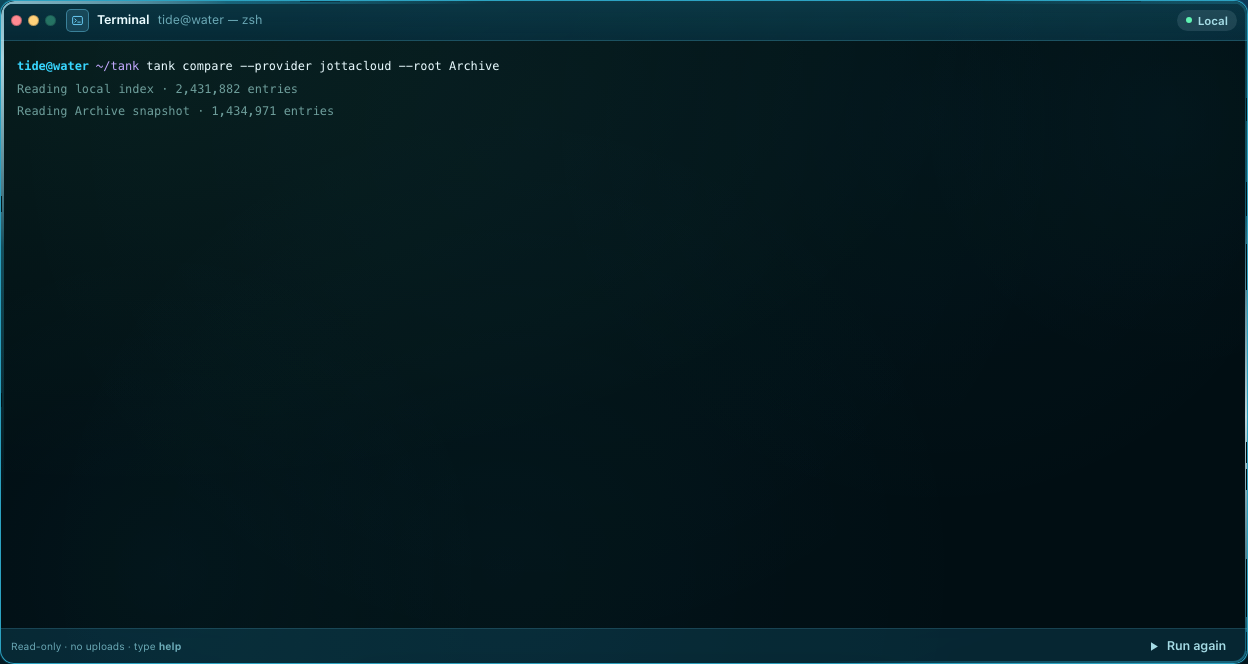 Terminal tide@water — zsh Local
tide@water ~/tank tank compare --provider jottacloud --root Archive
Reading local index · 2,431,882 entries
Reading Archive snapshot · 1,434,971 entries
Read-only · no uploads · type help Run again